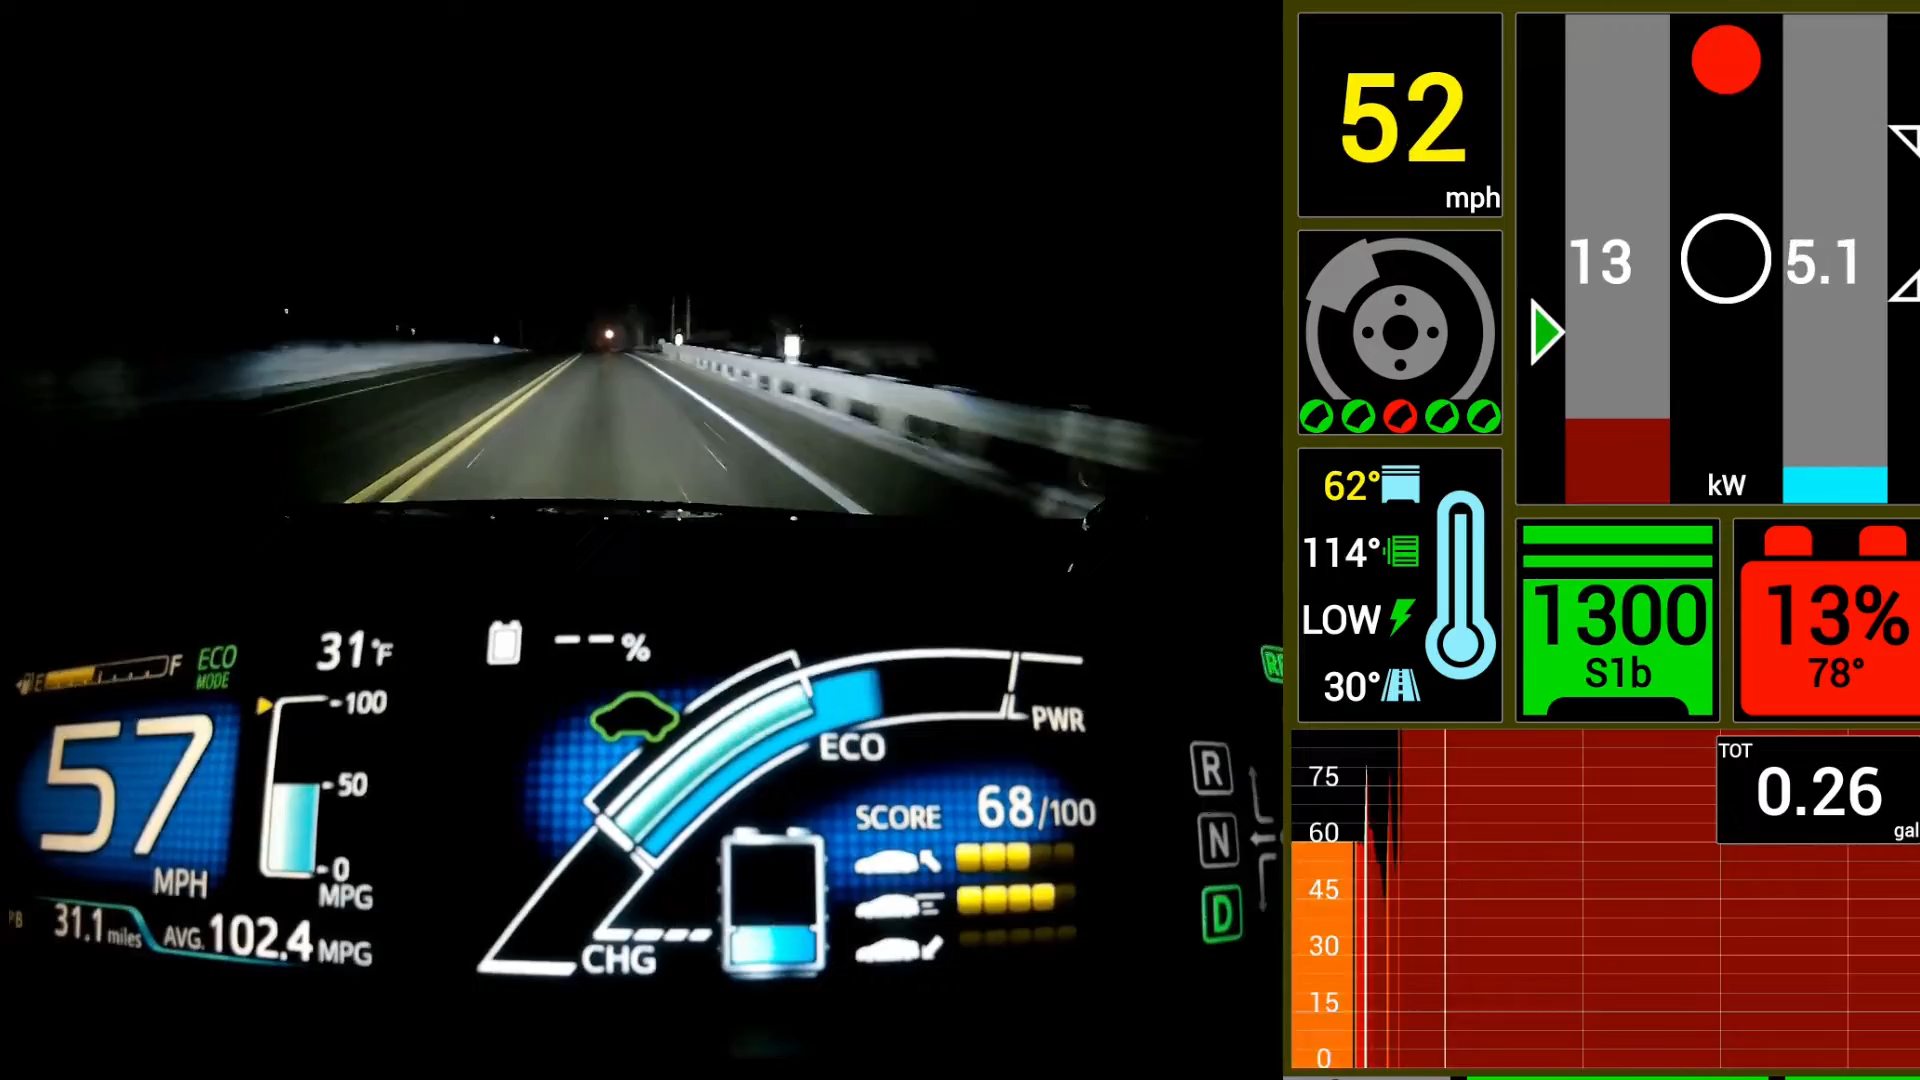 E F
ECO
MODE
31°F
57
MPH
100
50
0
MPG
31.1 miles
AVG. 102.4 MPG
--%
ECO
PWR
CHG
SCORE 68/100
R
N
D
52
mph
13
5.1
kW
62°
114°
LOW
30°
1300
S1b
13%
78°
75
60
45
30
15
0
TOT
0.26
gal